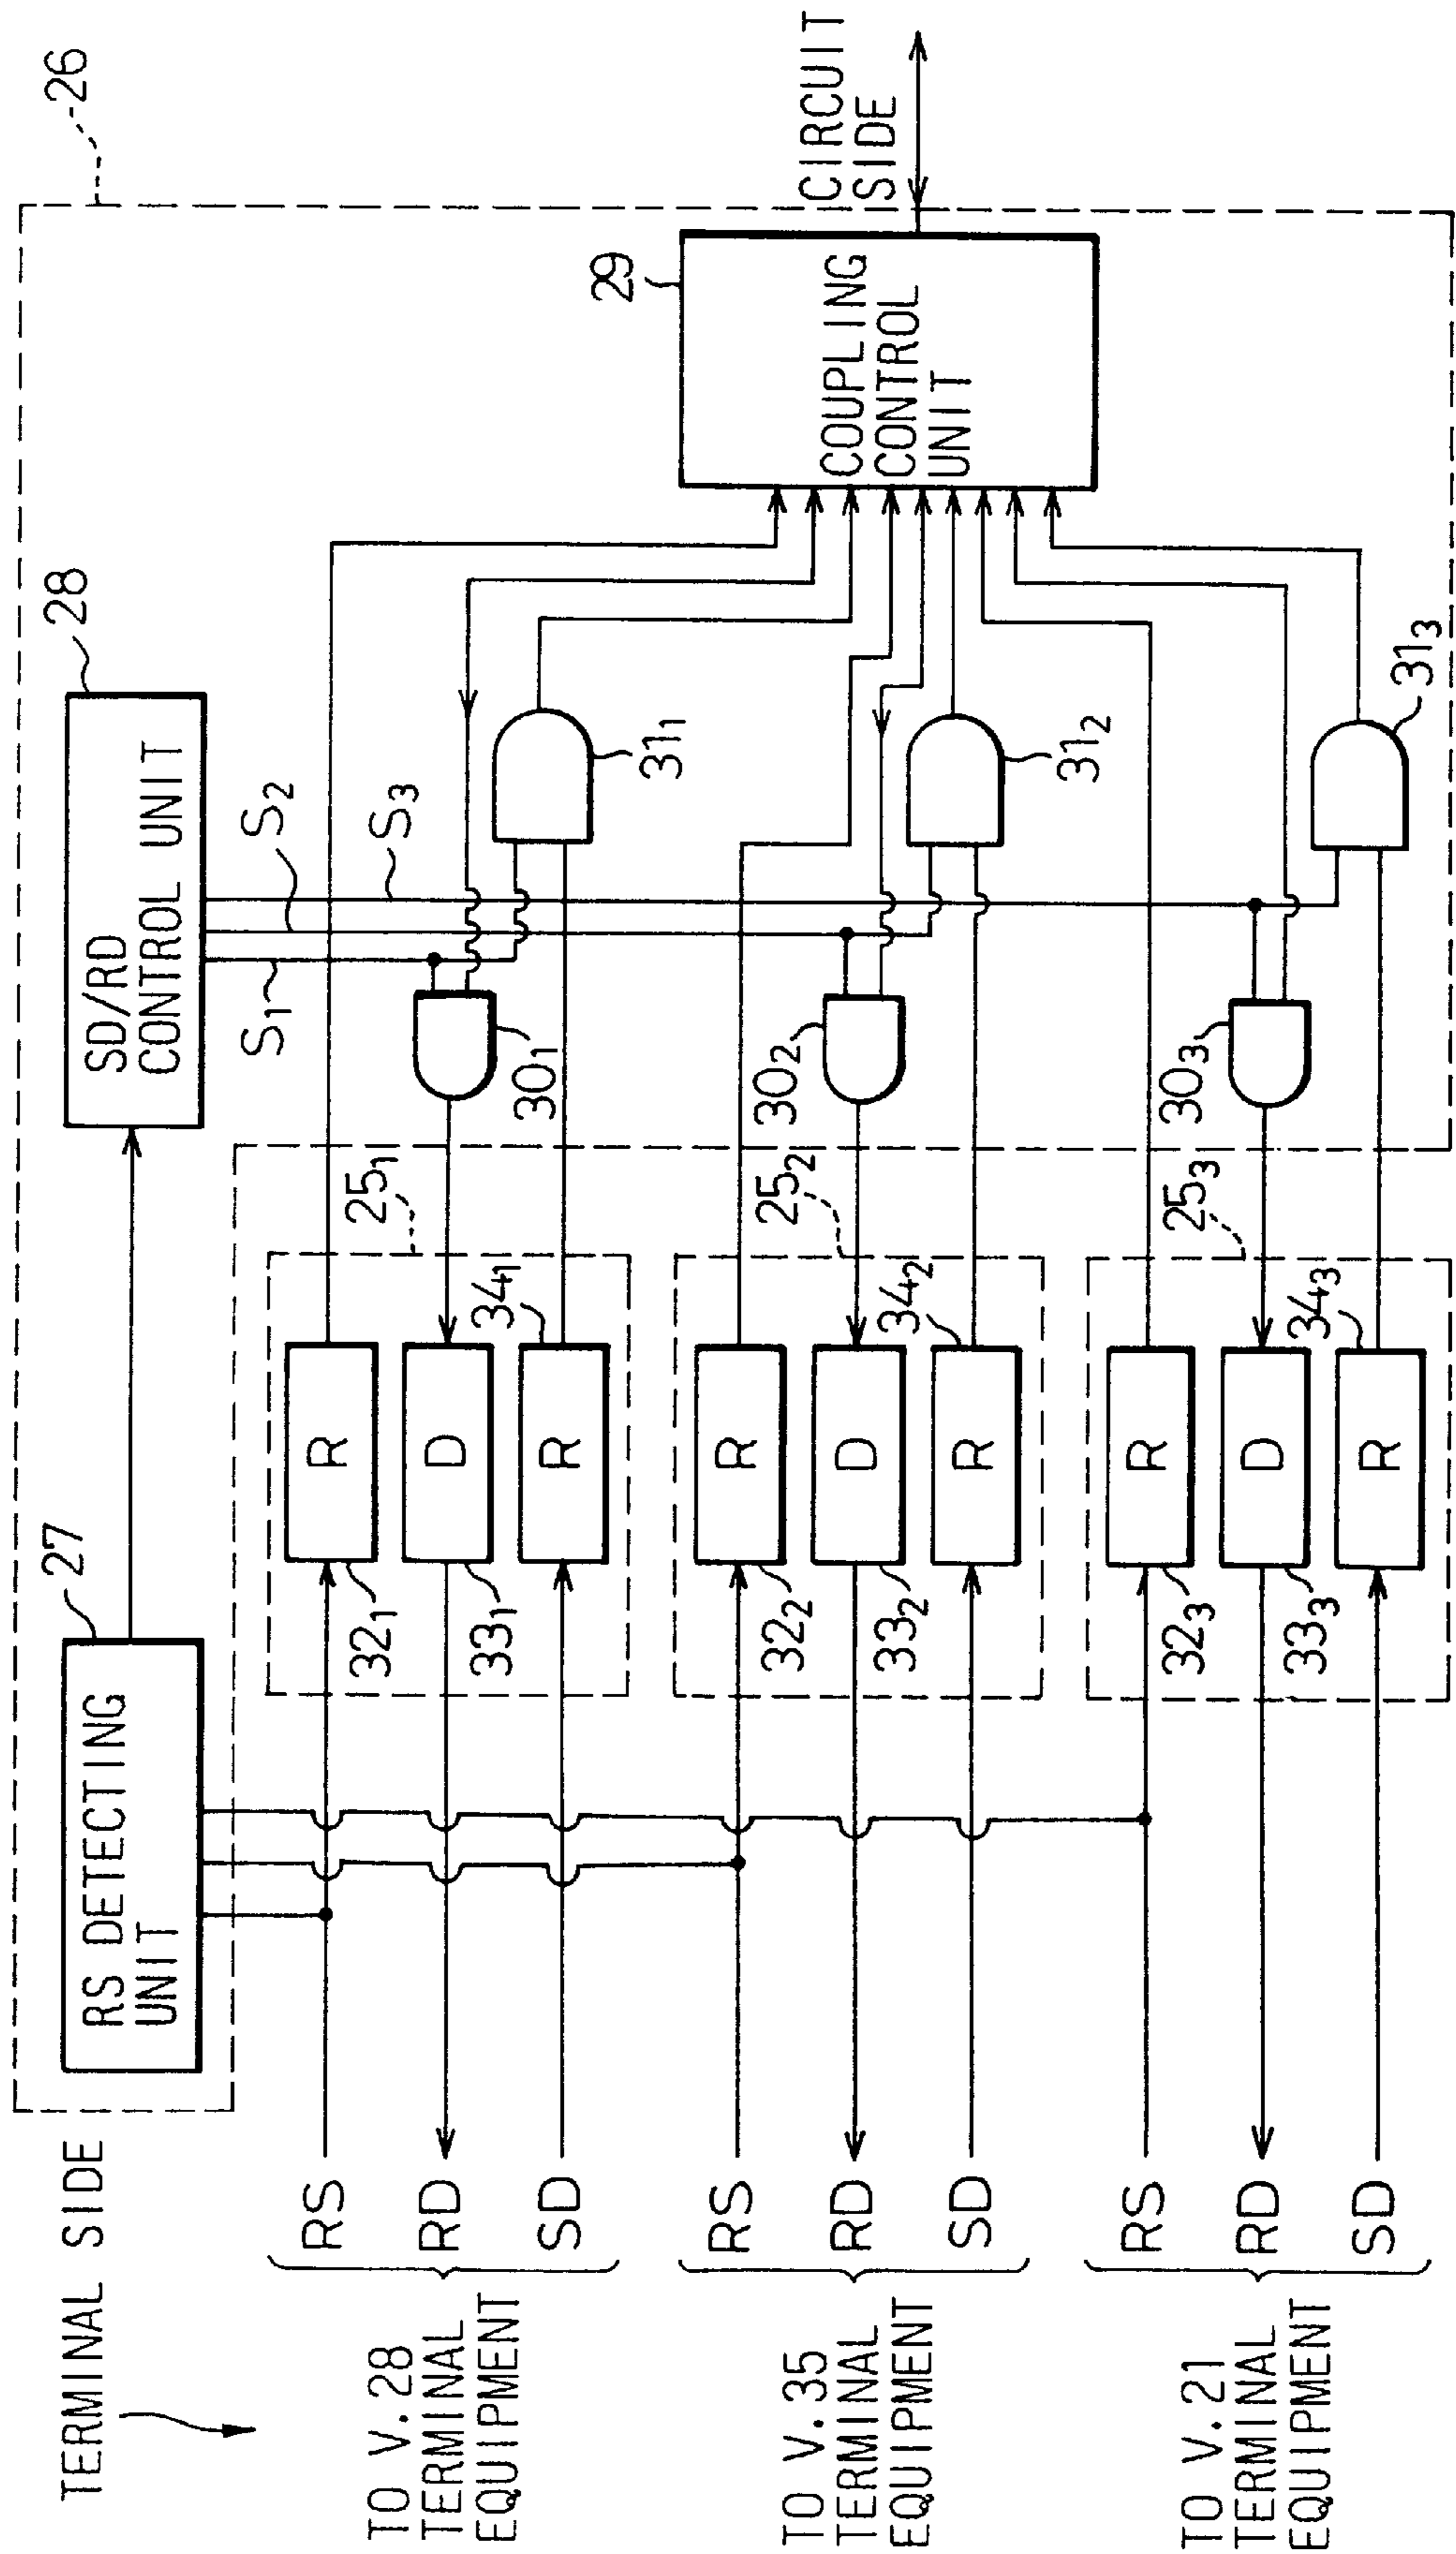 TERMINAL SIDE
26
27
28
RS DETECTING
UNIT
SD/RD
CONTROL UNIT
S1
S2
S3
29
COUPLING
CONTROL
UNIT
CIRCUIT
SIDE
TO V.28
TERMINAL
EQUIPMENT
RS
RD
SD
25₁
R
D
R
32₁
33₁
34₁
30₁
31₁
TO V.35
TERMINAL
EQUIPMENT
RS
RD
SD
25₂
R
D
R
32₂
33₂
34₂
30₂
31₂
TO V.21
TERMINAL
EQUIPMENT
RS
RD
SD
25₃
R
D
R
32₃
33₃
34₃
30₃
31₃